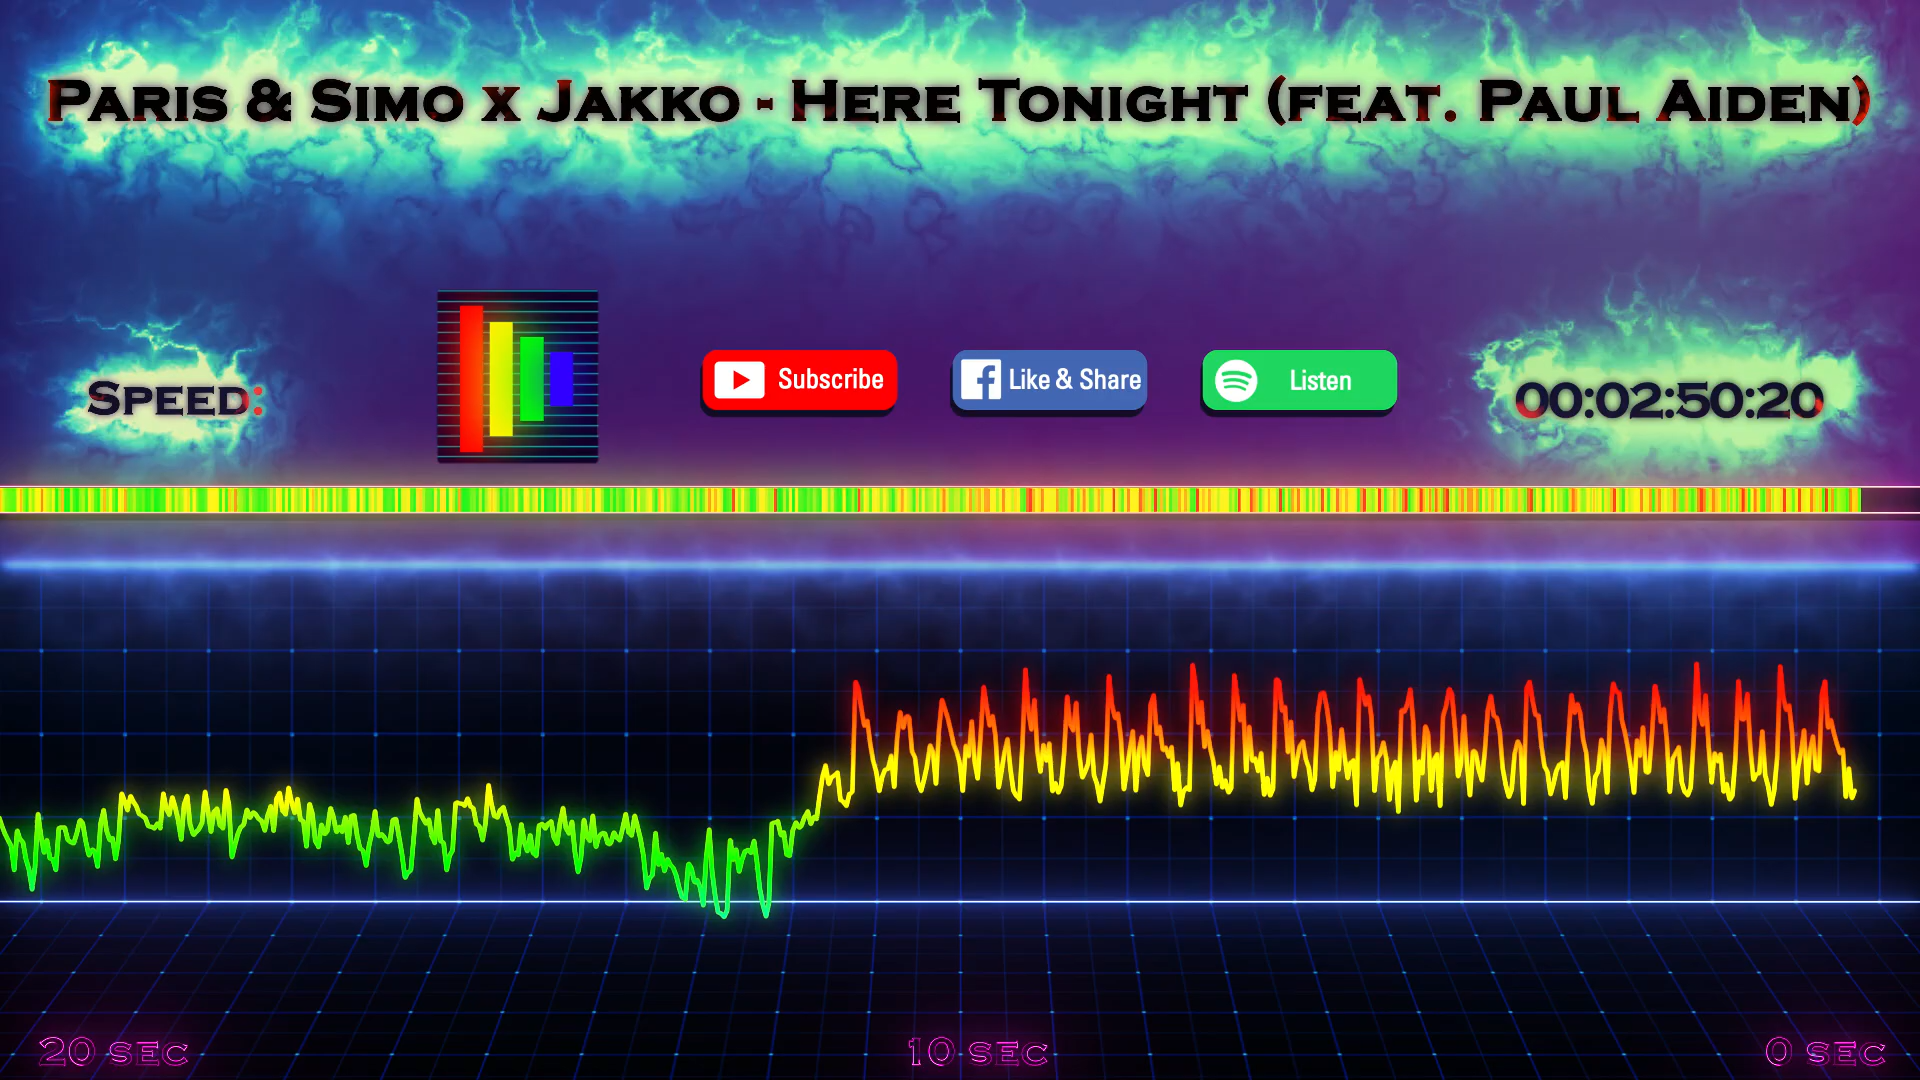 Paris & Simo x Jakko - Here Tonight (feat. Paul Aiden)
Speed:
Subscribe
Like & Share
Listen
00:02:50:20
20 sec
10 sec
0 sec